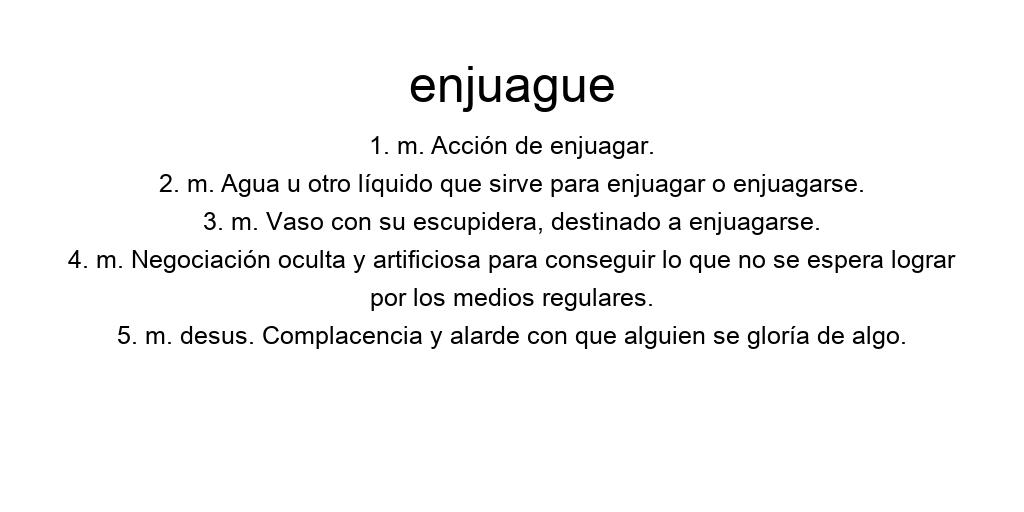 enjuague
1. m. Acción de enjuagar.
2. m. Agua u otro líquido que sirve para enjuagar o enjuagarse.
3. m. Vaso con su escupidera, destinado a enjuagarse.
4. m. Negociación oculta y artificiosa para conseguir lo que no se espera lograr
por los medios regulares.
5. m. desus. Complacencia y alarde con que alguien se gloría de algo.